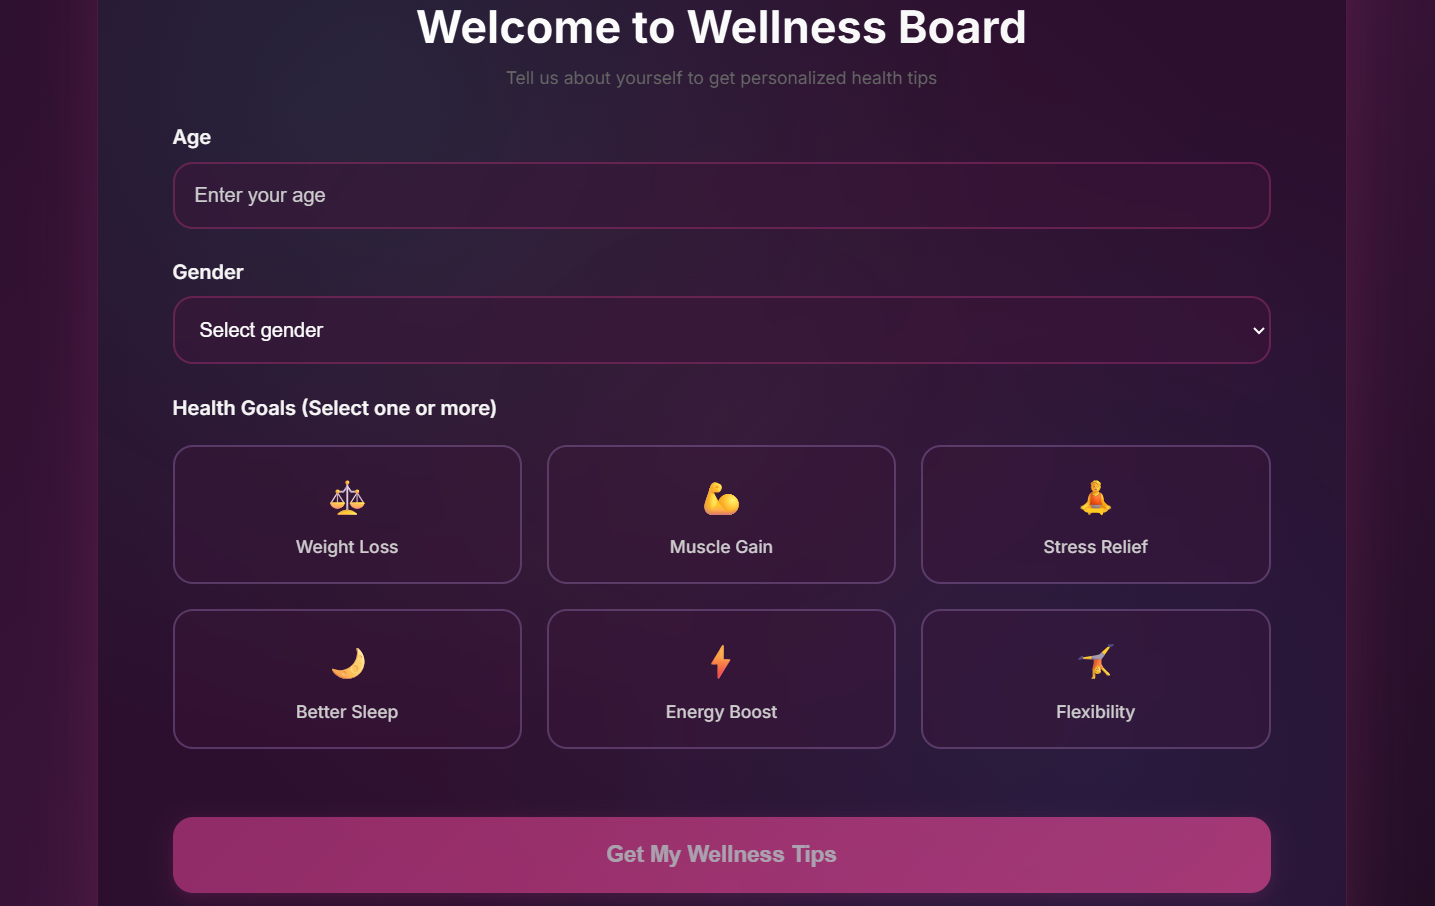 Welcome to Wellness Board
Tell us about yourself to get personalized health tips
Age
Enter your age
Gender
Select gender
Health Goals (Select one or more)
Weight Loss
Muscle Gain
Stress Relief
Better Sleep
Energy Boost
Flexibility
Get My Wellness Tips